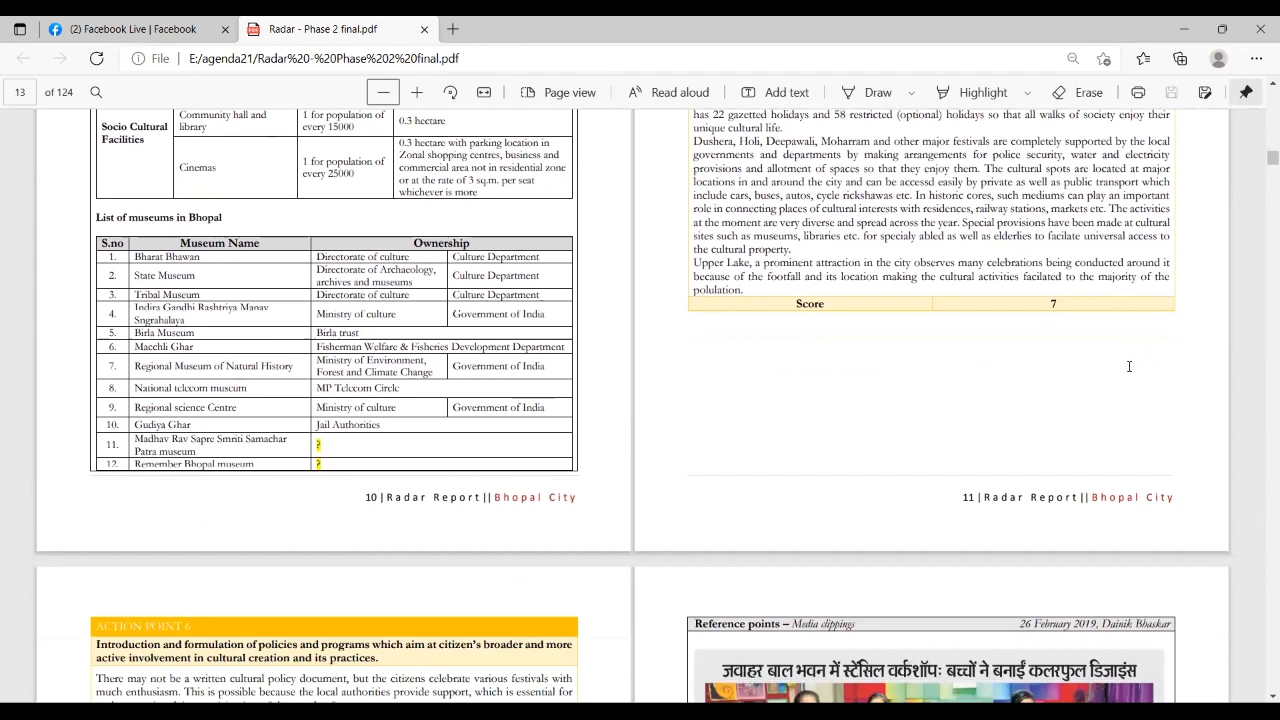 (2) Facebook Live | Facebook
Radar - Phase 2 final.pdf
File
E:/agenda21/Radar%20-%20Phase%202%20final.pdf
13 of 124
Page view
Read aloud
Add text
Draw
Highlight
Erase
Socio Cultural Facilities
Community hall and library
1 for population of every 15000
0.3 hectare
Cinemas
1 for population of every 25000
0.3 hectare with parking location in
Zonal shopping centres, business and
commercial area not in residential zone
or at the rate of 3 sq.m. per seat
whichever is more
List of museums in Bhopal
S.no Museum Name Ownership
1. Bharat Bhawan Directorate of culture Culture Department
2. State Museum Directorate of Archaeology, archives and museums Culture Department
3. Tribal Museum Directorate of culture Culture Department
4. Indira Gandhi Rashtriya Manav Sngrahalaya Ministry of culture Government of India
5. Birla Museum Birla trust
6. Macchli Ghar Fisherman Welfare & Fisheries Development Department
7. Regional Museum of Natural History Ministry of Environment, Forest and Climate Change Government of India
8. National telecom museum MP Telecom Circle
9. Regional science Centre Ministry of culture Government of India
10. Gudiya Ghar Jail Authorities
11. Madhav Rav Sapre Smriti Samachar Patra museum ?
12. Remember Bhopal museum ?
10 | Radar Report || Bhopal City
has 22 gazetted holidays and 58 restricted (optional) holidays so that all walks of society enjoy their
unique cultural life.
Dushera, Holi, Deepawali, Moharram and other major festivals are completely supported by the local
governments and departments by making arrangements for police security, water and electricity
provisions and allotment of spaces so that they enjoy them. The cultural spots are located at major
locations in and around the city and can be accessd easily by private as well as public transport which
include cars, buses, autos, cycle rickshawas etc. In historic cores, such mediums can play an important
role in connecting places of cultural interests with residences, railway stations, markets etc. The activities
at the moment are very diverse and spread across the year. Special provisions have been made at cultural
sites such as museums, libraries etc. for specialy abled as well as elderlies to facilate universal access to
the cultural property.
Upper Lake, a prominent attraction in the city observes many celebrations being conducted around it
because of the footfall and its location making the cultural activities facilated to the majority of the
polulation.
Score 7
11 | Radar Report || Bhopal City
ACTION POINT 6
Introduction and formulation of policies and programs which aim at citizen's broader and more
active involvement in cultural creation and its practices.
There may not be a written cultural policy document, but the citizens celebrate various festivals with
much enthusiasm. This is possible because the local authorities provide support, which is essential for
Reference points – Media clippings 26 February 2019, Dainik Bhaskar
जवाहर बाल भवन में स्टेंसिल वर्कशॉप: बच्चों ने बनाई कलरफुल डिजाइंस